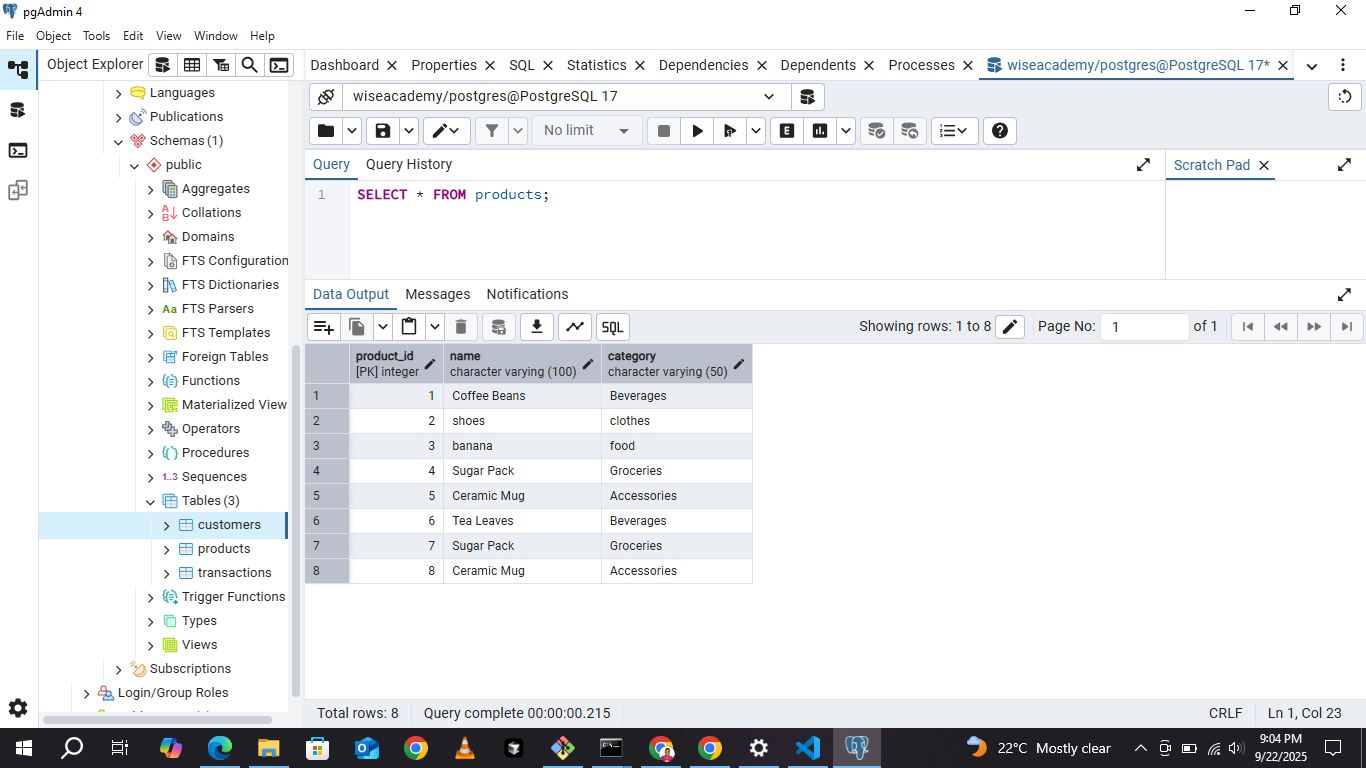 pgAdmin 4
File Object Tools Edit View Window Help
Object Explorer
Dashboard Properties SQL Statistics Dependencies Dependents Processes wiseacademy/postgres@PostgreSQL 17*
Languages
Publications
Schemas (1)
public
Aggregates
Collations
Domains
FTS Configuration
FTS Dictionaries
Aa FTS Parsers
FTS Templates
Foreign Tables
Functions
Materialized View
Operators
Procedures
1..3 Sequences
Tables (3)
customers
products
transactions
Trigger Functions
Types
Views
Subscriptions
Login/Group Roles
wiseacademy/postgres@PostgreSQL 17
No limit E
Query Query History Scratch Pad
1 SELECT * FROM products;
Data Output Messages Notifications
SQL Showing rows: 1 to 8 Page No: 1 of 1
product_id name category
[PK] integer character varying (100) character varying (50)
1 1 Coffee Beans Beverages
2 2 shoes clothes
3 3 banana food
4 4 Sugar Pack Groceries
5 5 Ceramic Mug Accessories
6 6 Tea Leaves Beverages
7 7 Sugar Pack Groceries
8 8 Ceramic Mug Accessories
Total rows: 8 Query complete 00:00:00.215 CRLF Ln 1, Col 23
22°C Mostly clear
9:04 PM
9/22/2025